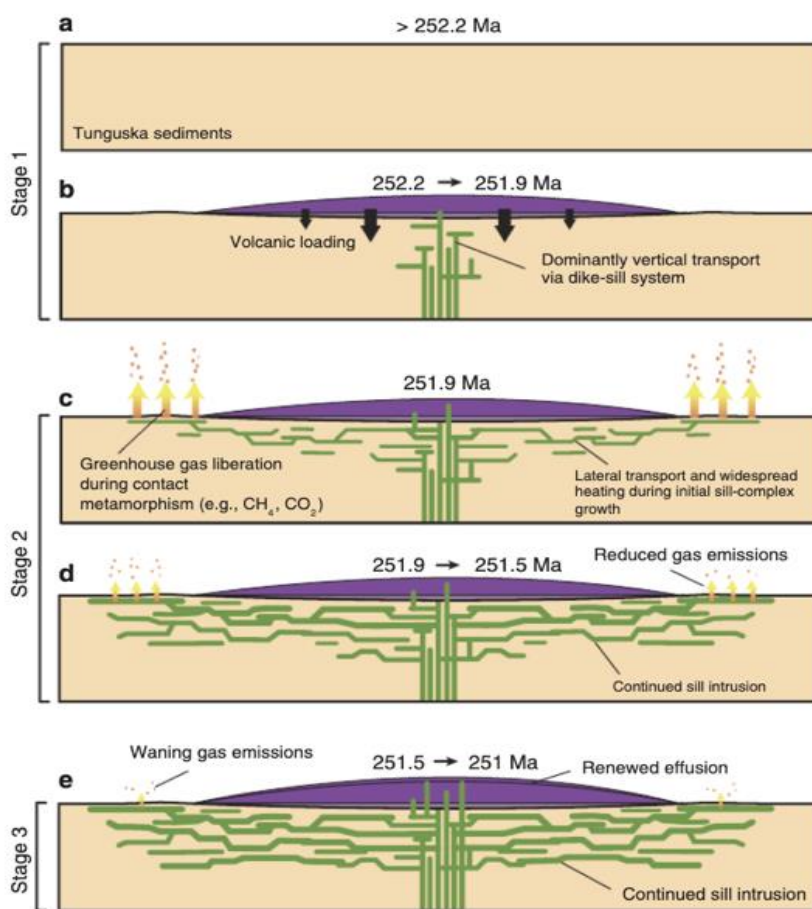 a
> 252.2 Ma
Tunguska sediments
Stage 1
b
252.2 → 251.9 Ma
Volcanic loading
Dominantly vertical transport
via dike-sill system
c
251.9 Ma
Greenhouse gas liberation
during contact
metamorphism (e.g., CH₄, CO₂)
Lateral transport and widespread
heating during initial sill-complex
growth
Stage 2
d
251.9 → 251.5 Ma
Reduced gas emissions
Continued sill intrusion
e
Waning gas emissions
251.5 → 251 Ma
Renewed effusion
Stage 3
Continued sill intrusion